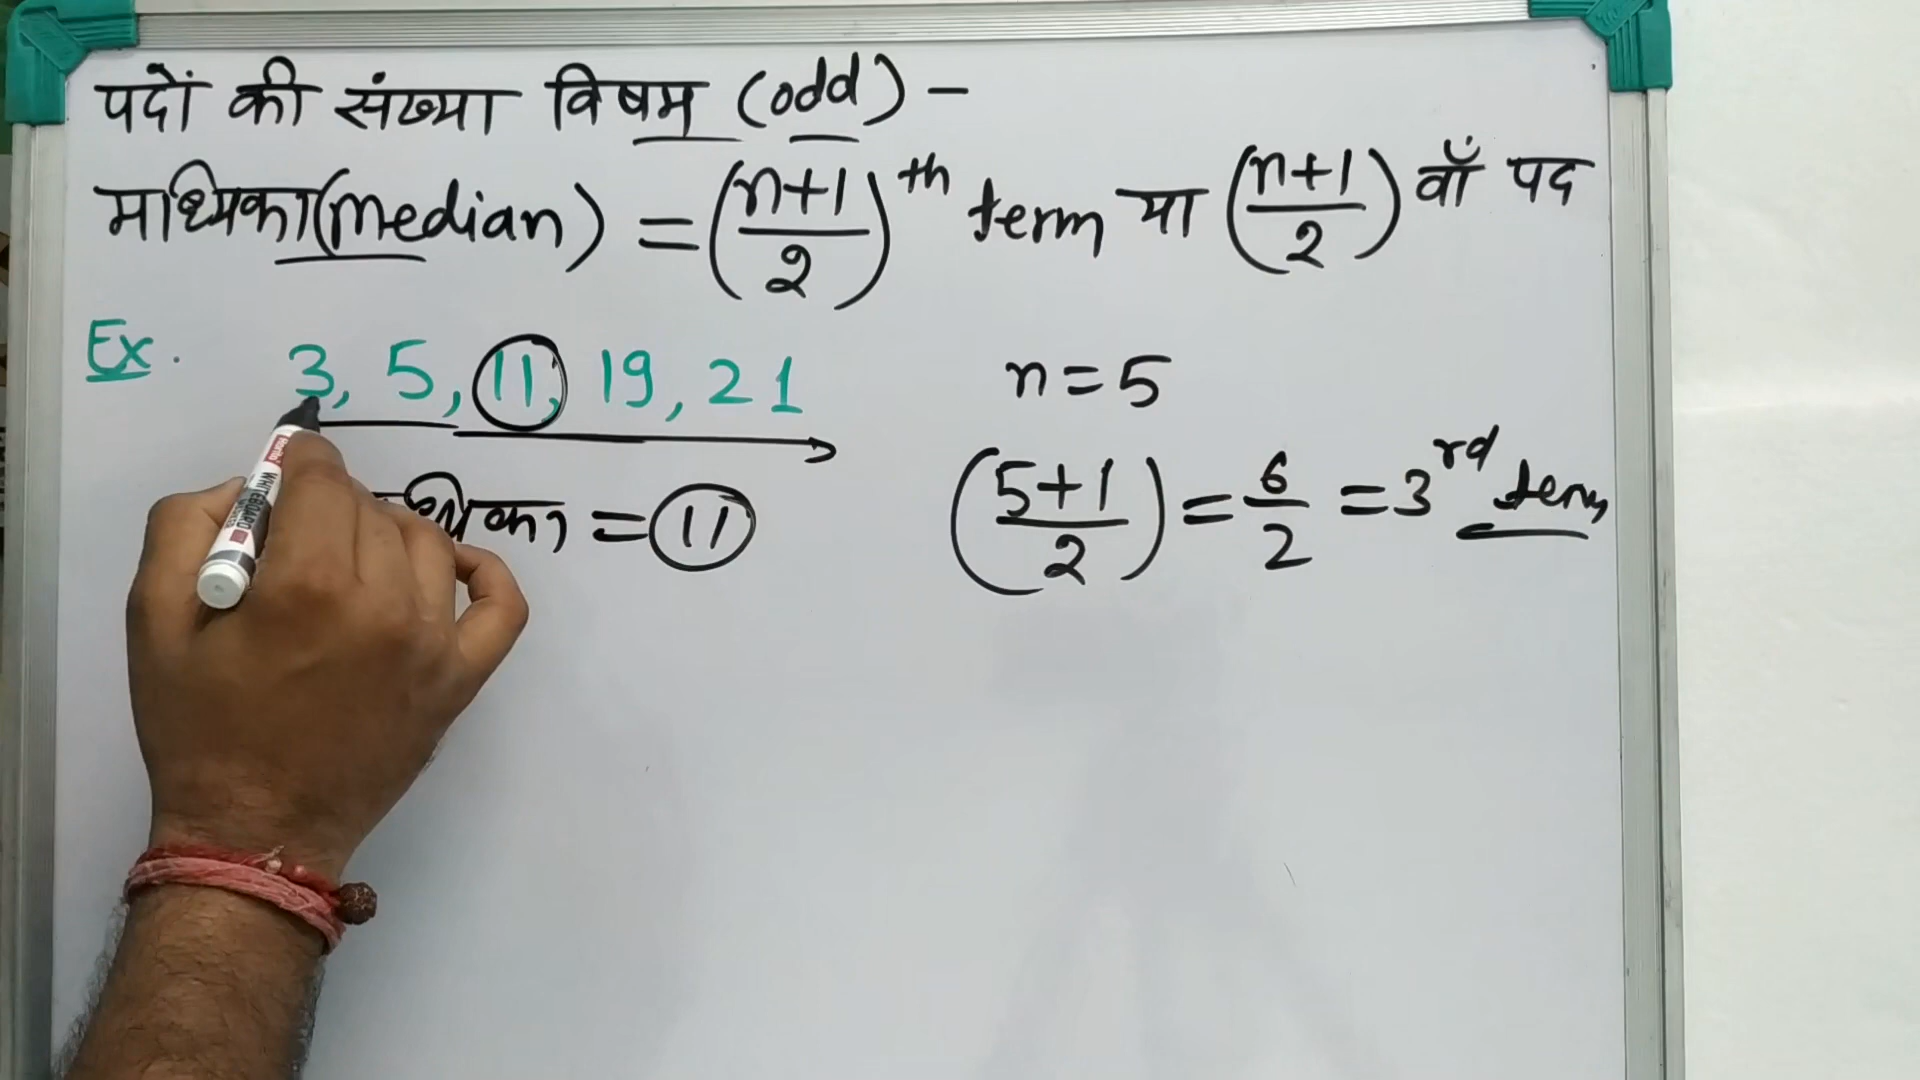 पदों की संख्या विषम (odd) -
माध्यिका (Median) = (n+1/2)th term या (n+1/2) वाँ पद
Ex. 3, 5, 11, 19, 21
n = 5
= 11
(5+1/2) = 6/2 = 3rd term
WHITEBOARD